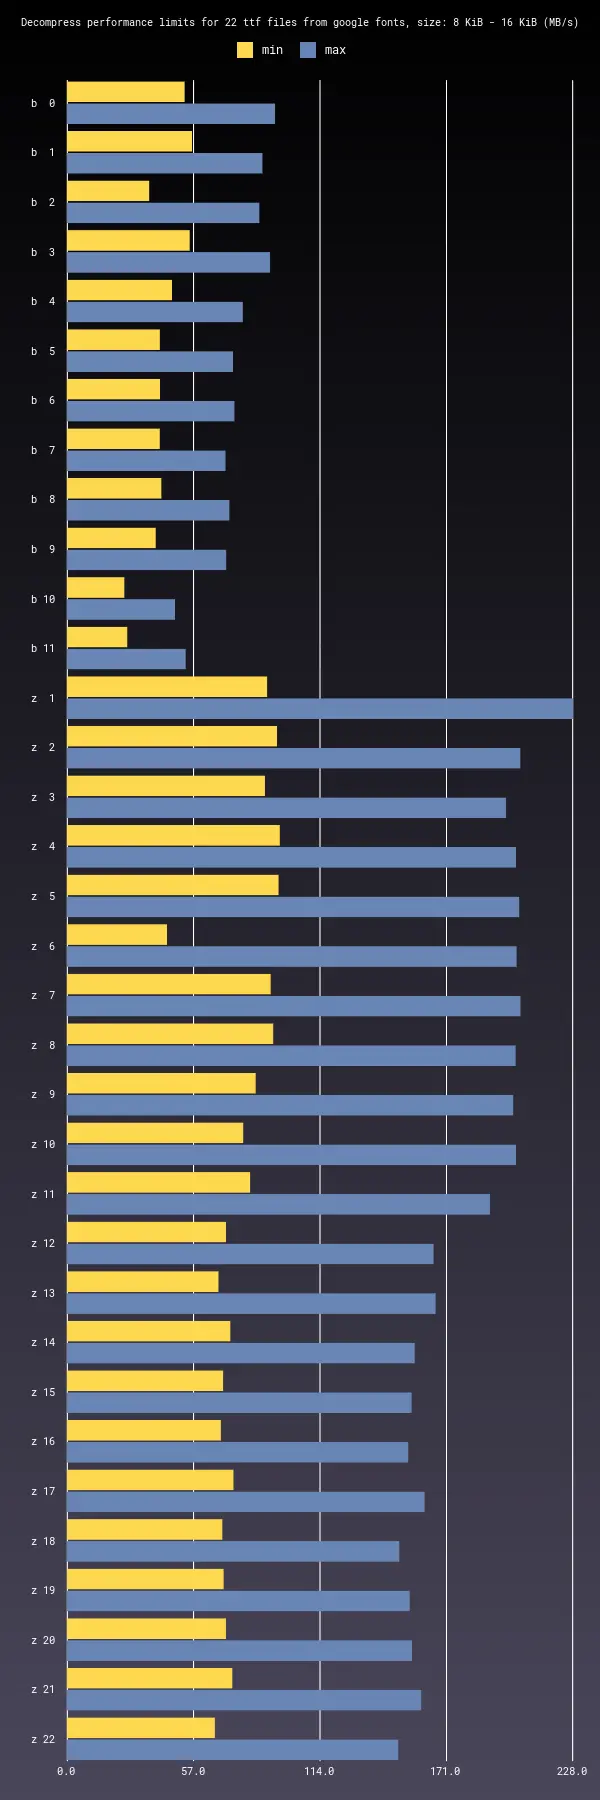 Decompress performance limits for 22 ttf files from google fonts, size: 8 KiB - 16 KiB (MB/s)
min max
b 0
b 1
b 2
b 3
b 4
b 5
b 6
b 7
b 8
b 9
b 10
b 11
z 1
z 2
z 3
z 4
z 5
z 6
z 7
z 8
z 9
z 10
z 11
z 12
z 13
z 14
z 15
z 16
z 17
z 18
z 19
z 20
z 21
z 22
0.0 57.0 114.0 171.0 228.0